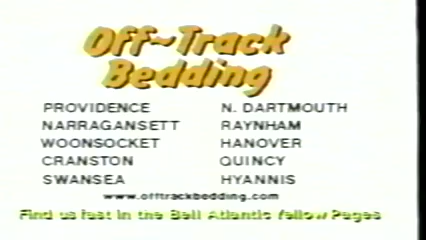 Off~Track
Bedding
PROVIDENCE N. DARTMOUTH
NARRAGANSETT RAYNHAM
WOONSOCKET HANOVER
CRANSTON QUINCY
SWANSEA HYANNIS
www.offtrackbedding.com
Find us fast in the Bell Atlantic Yellow Pages